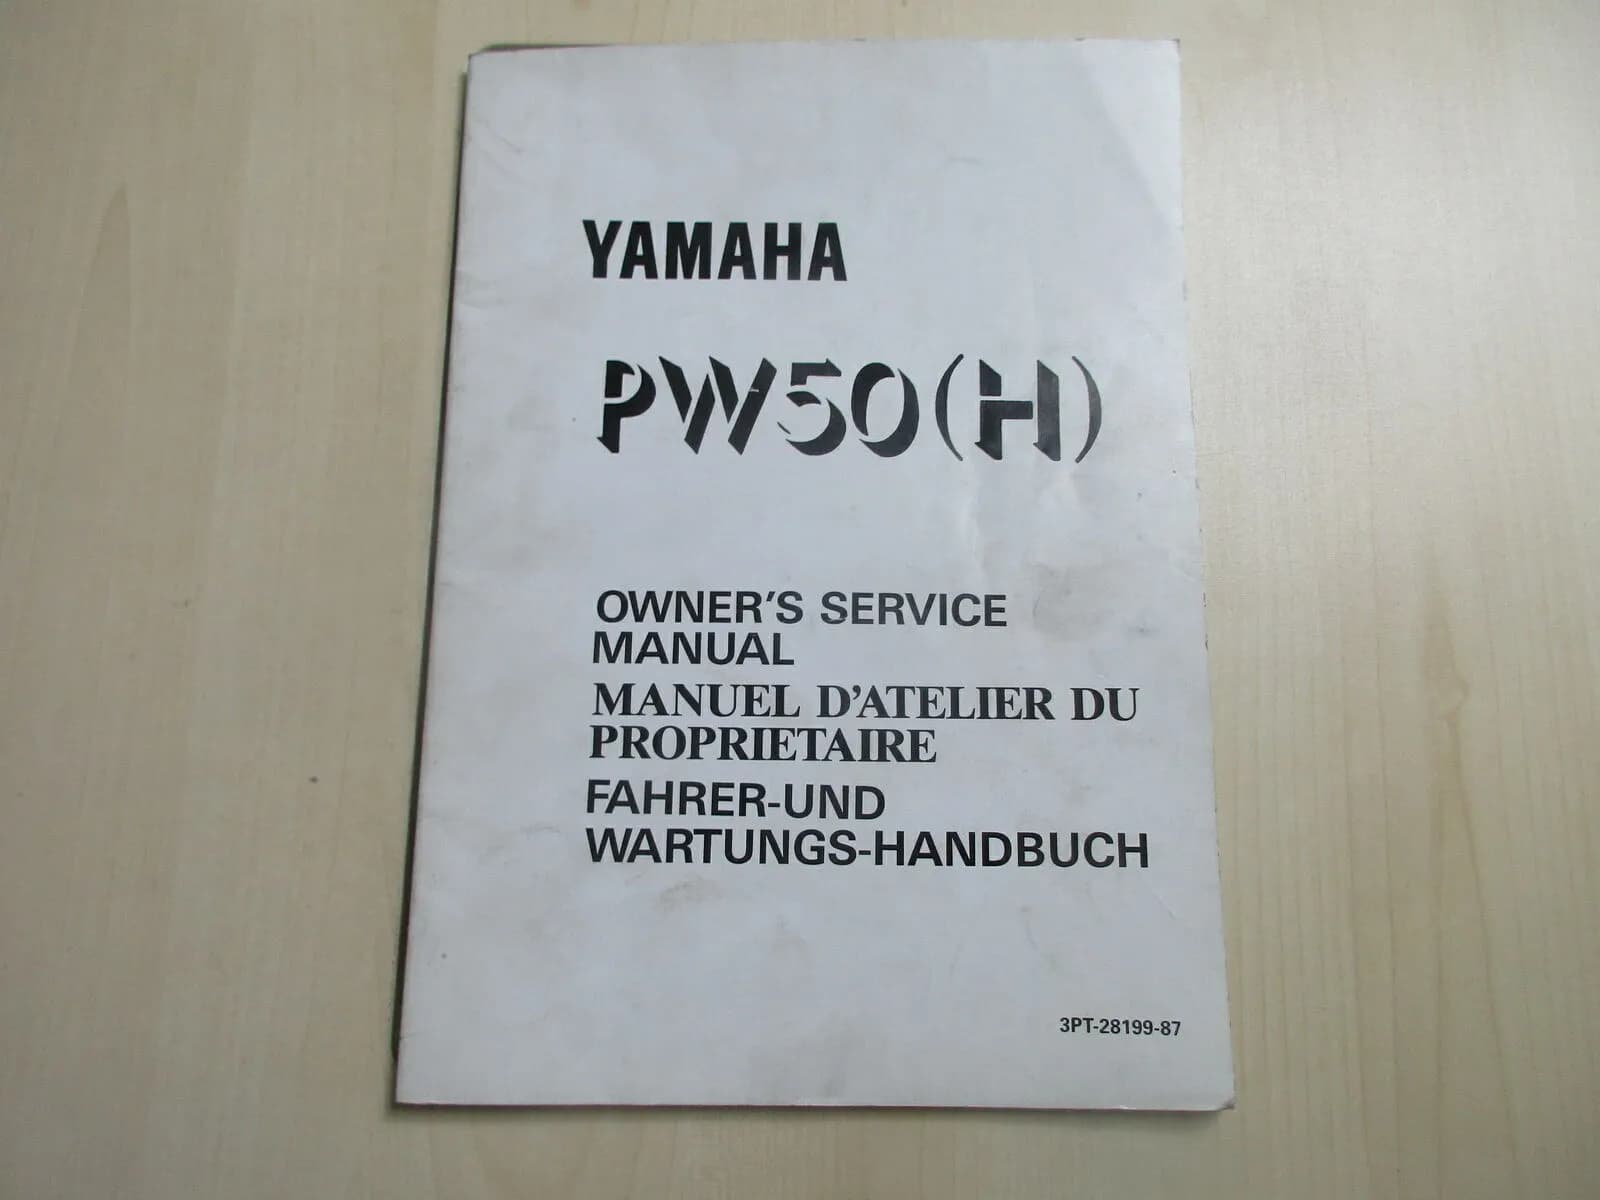 YAMAHA
PW50(H)
OWNER'S SERVICE
MANUAL
MANUEL D'ATELIER DU
PROPRIETAIRE
FAHRER-UND
WARTUNGS-HANDBUCH
3PT-28199-87